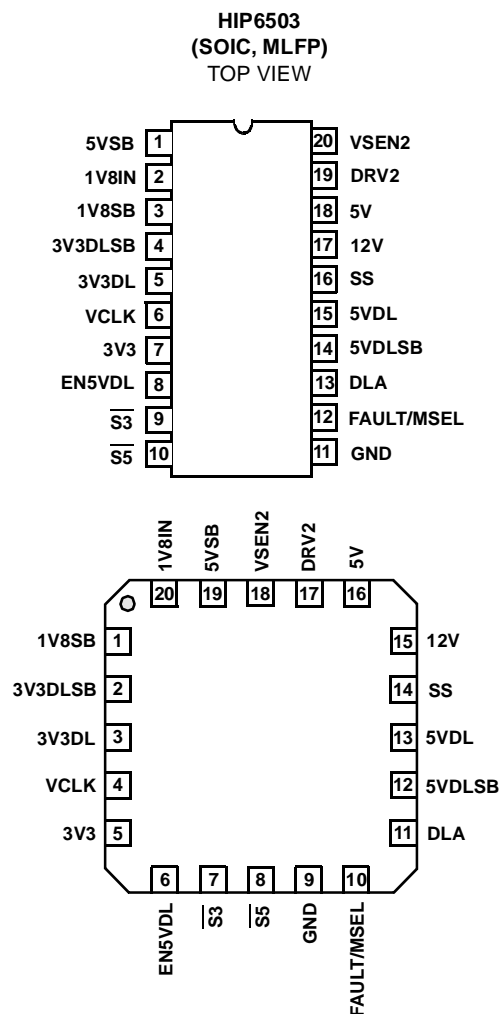 HIP6503
(SOIC, MLFP)
TOP VIEW
5VSB 1
20 VSEN2
1V8IN 2
19 DRV2
1V8SB 3
18 5V
3V3DLSB 4
17 12V
3V3DL 5
16 SS
VCLK 6
15 5VDL
3V3 7
14 5VDLSB
EN5VDL 8
13 DLA
S3 9
12 FAULT/MSEL
S5 10
11 GND
1V8IN 5VSB VSEN2 DRV2 5V
20 19 18 17 16
1V8SB 1
15 12V
3V3DLSB 2
14 SS
3V3DL 3
13 5VDL
VCLK 4
12 5VDLSB
3V3 5
11 DLA
6 7 8 9 10
EN5VDL S3 S5 GND FAULT/MSEL